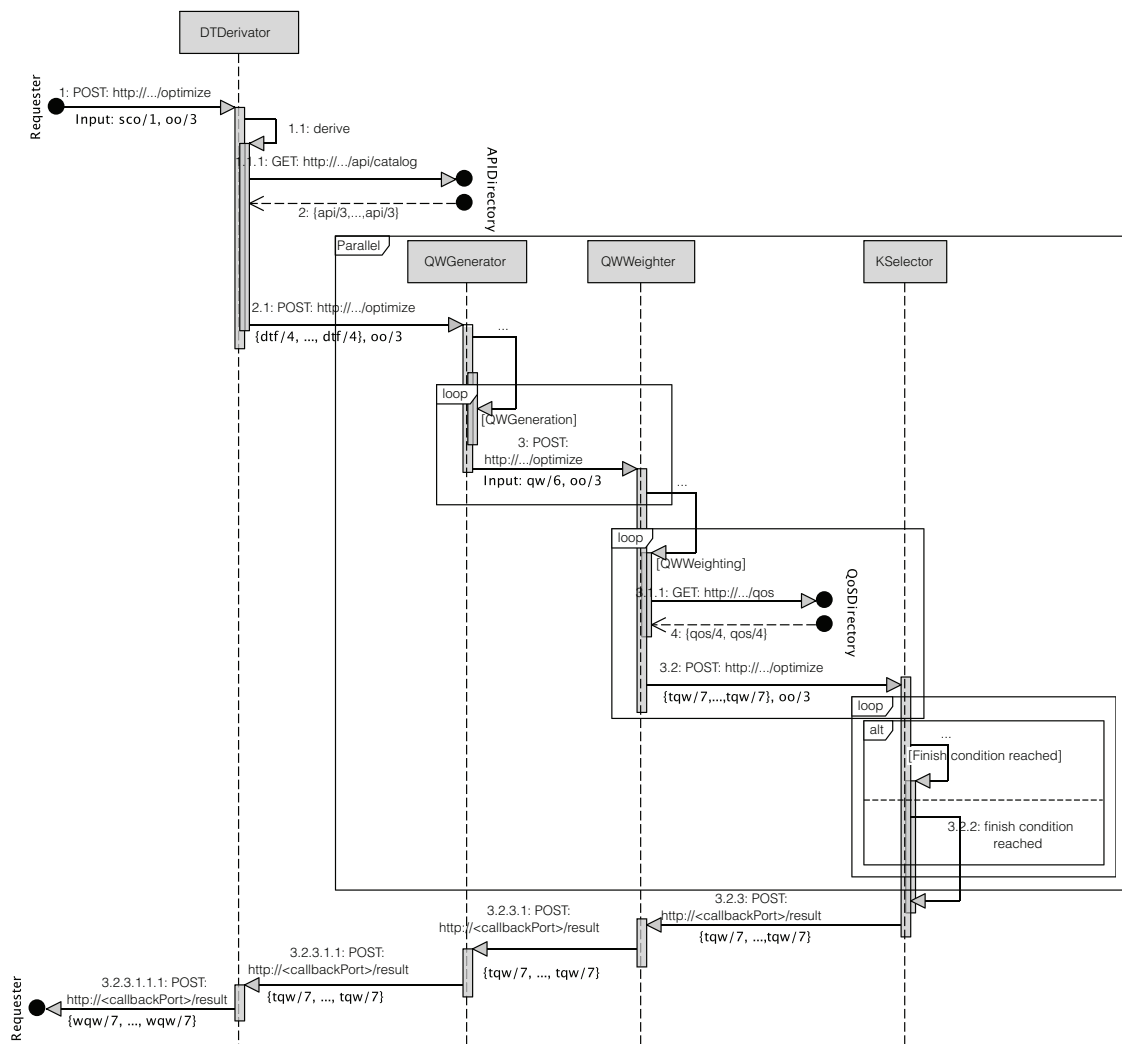 DTDerivator
Requester
1: POST: http://.../optimize
Input: sco/1, oo/3
1.1: derive
1.1.1: GET: http://.../api/catalog
APIDirectory
2: {api/3,...,api/3}
Parallel
QWGenerator
QWWeighter
KSelector
2.1: POST: http://.../optimize
{dtf/4, ..., dtf/4}, oo/3
...
loop
[QWGeneration]
3: POST:
http://.../optimize
Input: qw/6, oo/3
...
loop
[QWWeighting]
3.1.1: GET: http://.../qos
QoSDirectory
4: {qos/4, qos/4}
3.2: POST: http://.../optimize
{tqw/7,...,tqw/7}, oo/3
loop
alt
...
[Finish condition reached]
3.2.2: finish condition
reached
3.2.3: POST:
http://<callbackPort>/result
{tqw/7, ...,tqw/7}
3.2.3.1: POST:
http://<callbackPort>/result
{tqw/7, ..., tqw/7}
3.2.3.1.1: POST:
http://<callbackPort>/result
{tqw/7, ..., tqw/7}
3.2.3.1.1.1: POST:
http://<callbackPort>/result
{wqw/7, ..., wqw/7}
Requester